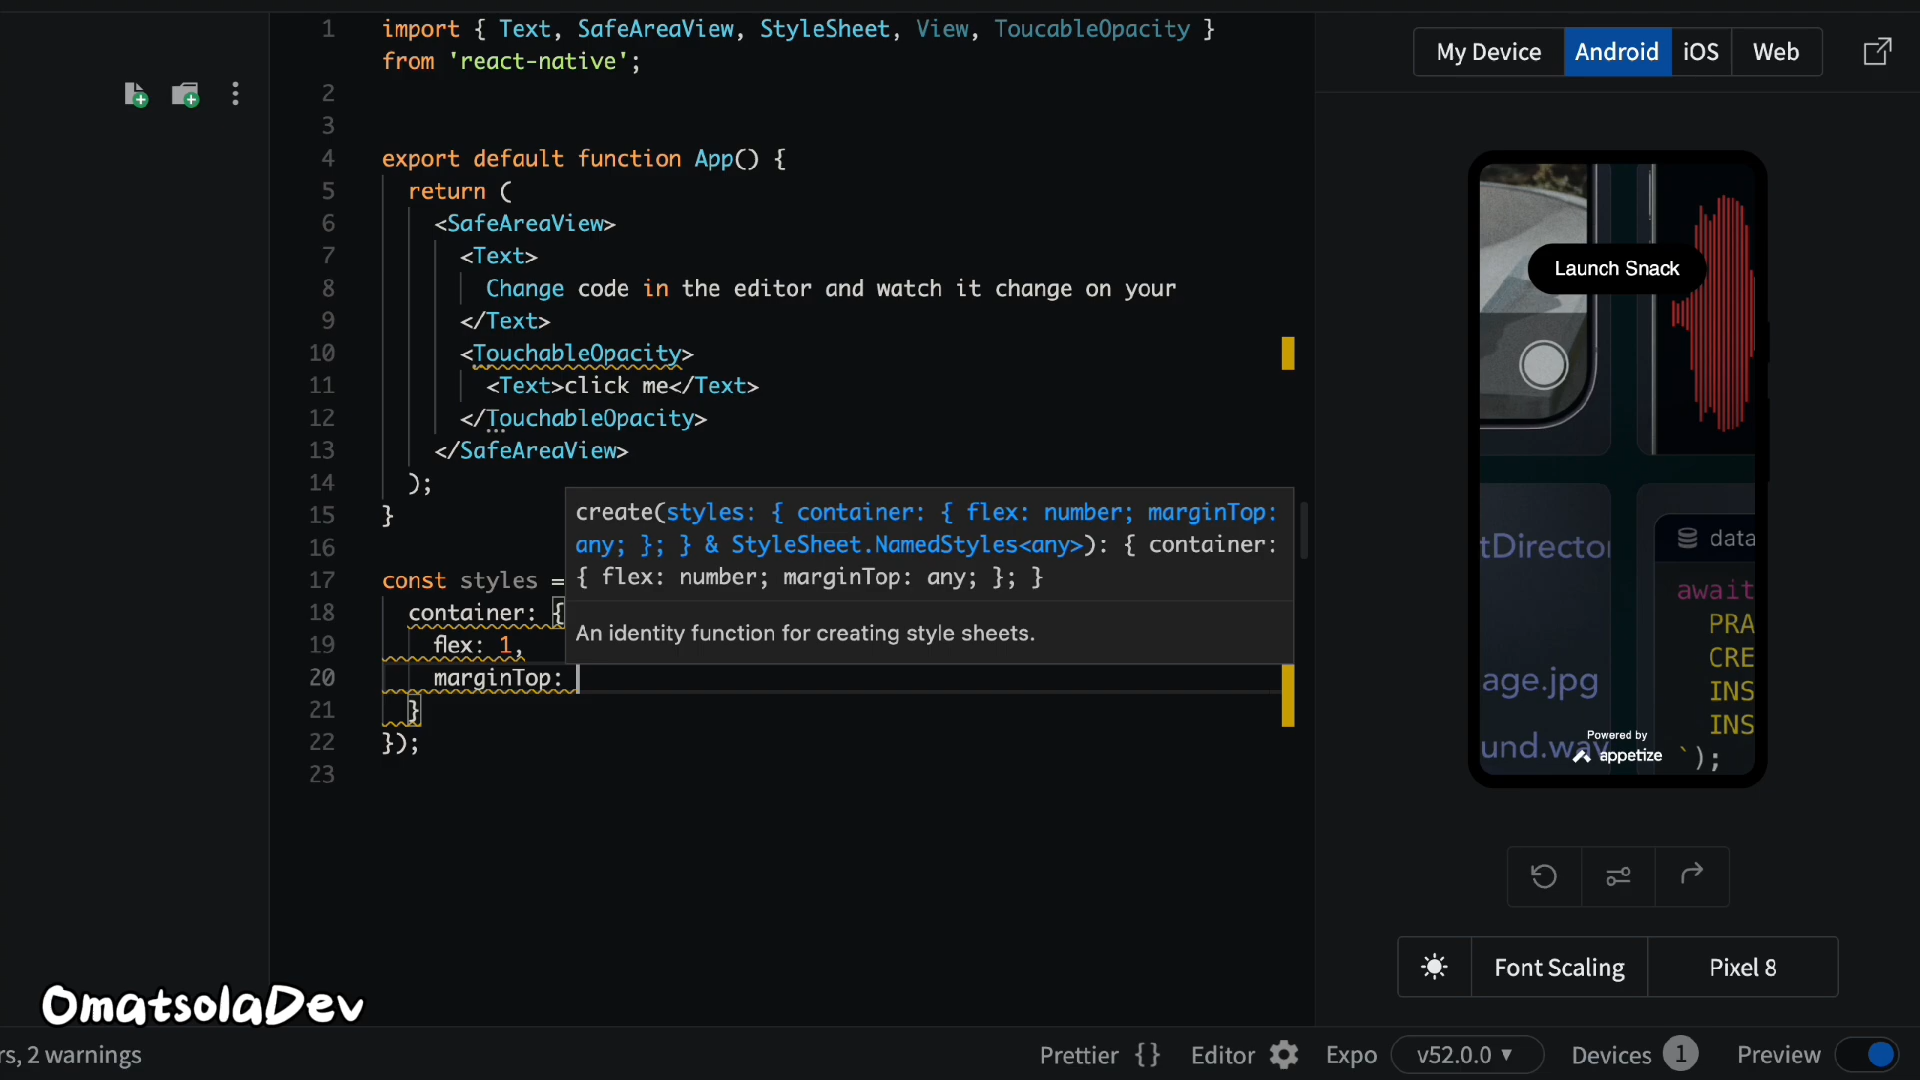 1 import { Text, SafeAreaView, StyleSheet, View, ToucableOpacity }
from 'react-native';
2
3
4 export default function App() {
5 return (
6 <SafeAreaView>
7 <Text>
8 Change code in the editor and watch it change on your
9 </Text>
10 <TouchableOpacity>
11 <Text>click me</Text>
12 </TouchableOpacity>
13 </SafeAreaView>
14 );
15 }
16
17 const styles =
18 container: {
19 flex: 1,
20 marginTop:
21 }
22 });
23
create(styles: { container: { flex: number; marginTop:
any; }; } & StyleSheet.NamedStyles<any>): { container:
{ flex: number; marginTop: any; }; }
An identity function for creating style sheets.
My Device Android iOS Web
Launch Snack
tDirector
data
await
PRA
CRE
age.jpg
INS
INS
und.wav
`);
Powered by
appetize
Font Scaling Pixel 8
OmatsolaDev
rs, 2 warnings
Prettier {} Editor Expo v52.0.0 Devices 1 Preview